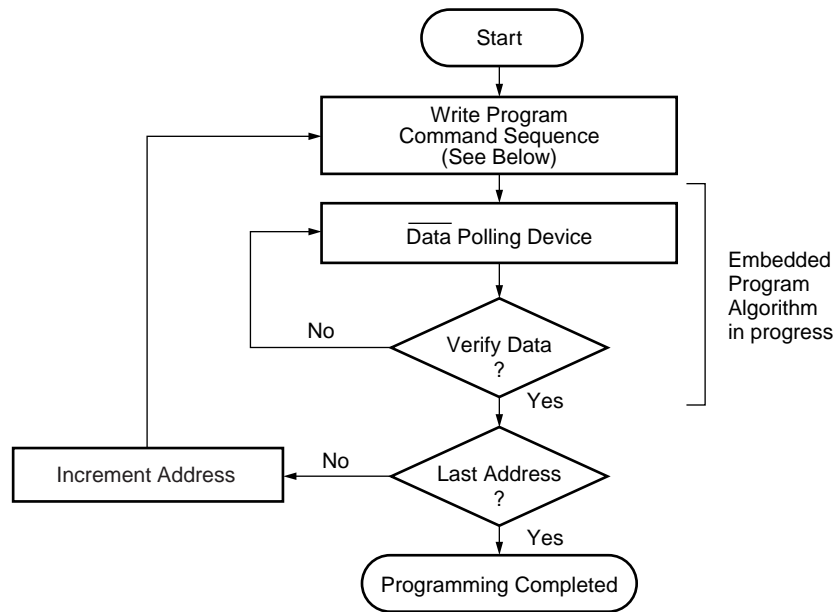 Start
Write Program
Command Sequence
(See Below)
Data Polling Device
Embedded
Program
Algorithm
in progress
No
Verify Data
?
Yes
Increment Address
No
Last Address
?
Yes
Programming Completed